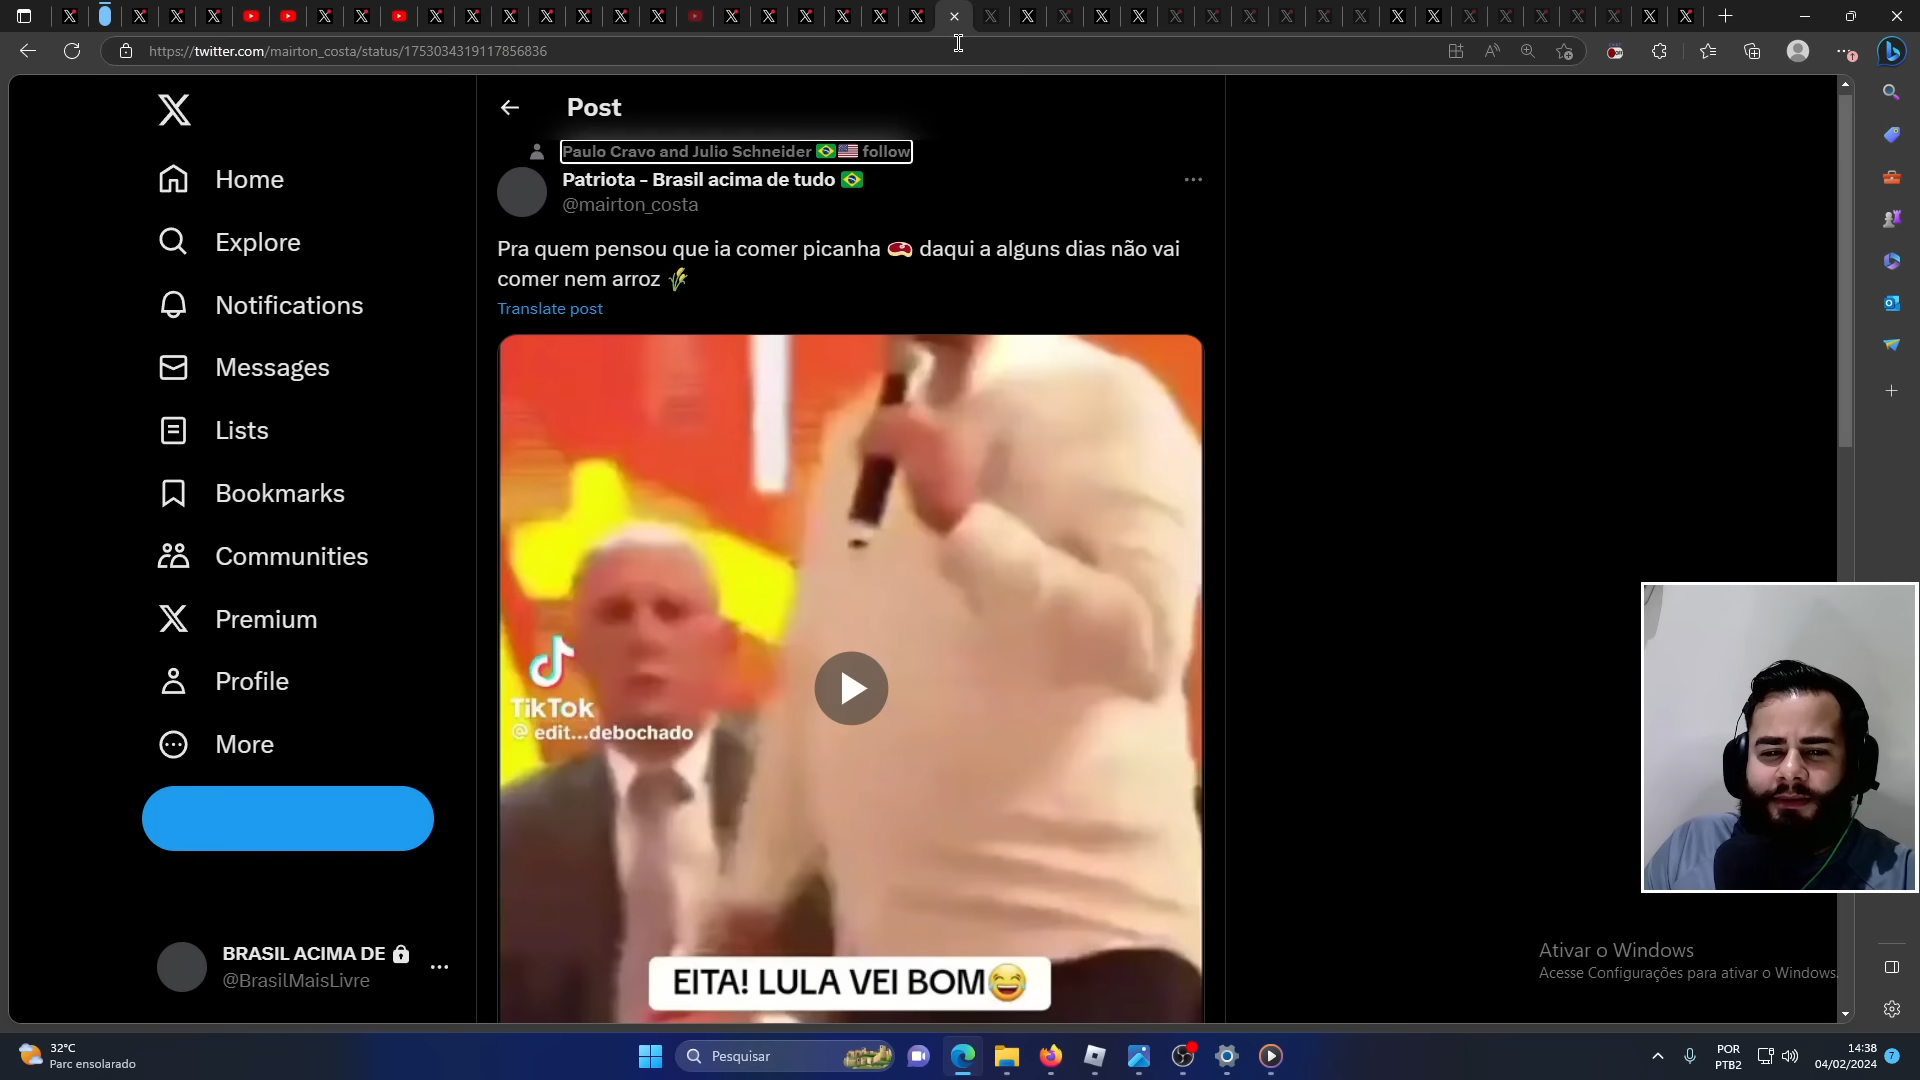 https://twitter.com/mairton_costa/status/1753034319117856836
Post
Paulo Cravo and Julio Schneider 🇧🇷🇺🇸 follow
Patriota - Brasil acima de tudo 🇧🇷
@mairton_costa
Pra quem pensou que ia comer picanha 🥩 daqui a alguns dias não vai
comer nem arroz 🌾
Translate post
Home
Explore
Notifications
Messages
Lists
Bookmarks
Communities
Premium
Profile
More
BRASIL ACIMA DE
@BrasilMaisLivre
TikTok
@ edit...debochado
EITA! LULA VEI BOM😂
Ativar o Windows
Acesse Configurações para ativar o Windows.
32°C
Parc ensolarado
Pesquisar
POR
PTB2
14:38
04/02/2024
7